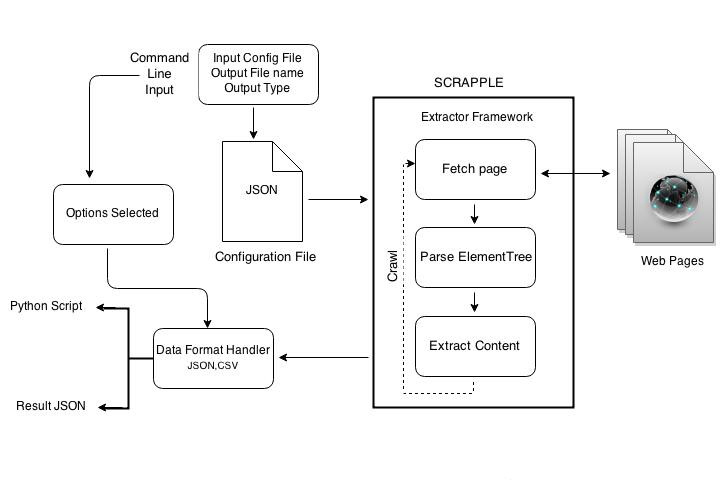 Command
Line
Input
Input Config File
Output File name
Output Type
SCRAPPLE
Extractor Framework
Fetch page
JSON
Options Selected
Configuration File
Parse ElementTree
Web Pages
Crawl
Python Script
Data Format Handler
JSON,CSV
Extract Content
Result JSON